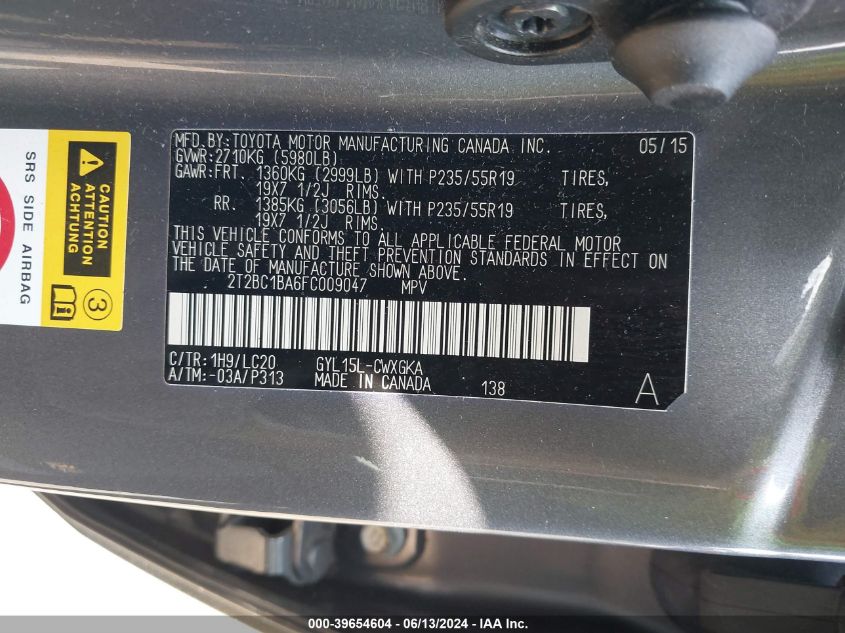 MFD.BY:TOYOTA MOTOR MANUFACTURING CANADA INC. 05/15
GVWR:2710KG (5980LB)
GAWR:FRT. 1360KG (2999LB) WITH P235/55R19 TIRES,
19X7 1/2J RIMS.
RR. 1385KG (3056LB) WITH P235/55R19 TIRES,
19X7 1/2J RIMS.
THIS VEHICLE CONFORMS TO ALL APPLICABLE FEDERAL MOTOR
VEHICLE SAFETY AND THEFT PREVENTION STANDARDS IN EFFECT ON
THE DATE OF MANUFACTURE SHOWN ABOVE.
2T2BC1BA6FC009047 MPV
C/TR:1H9/LC20 GYL15L-CWXGKA
A/TM:-03A/P313 MADE IN CANADA 138 A
SRS SIDE AIRBAG
CAUTION
ATTENTION
ACHTUNG
3
000-39654604 / 06/13/2024 - IAA Inc.